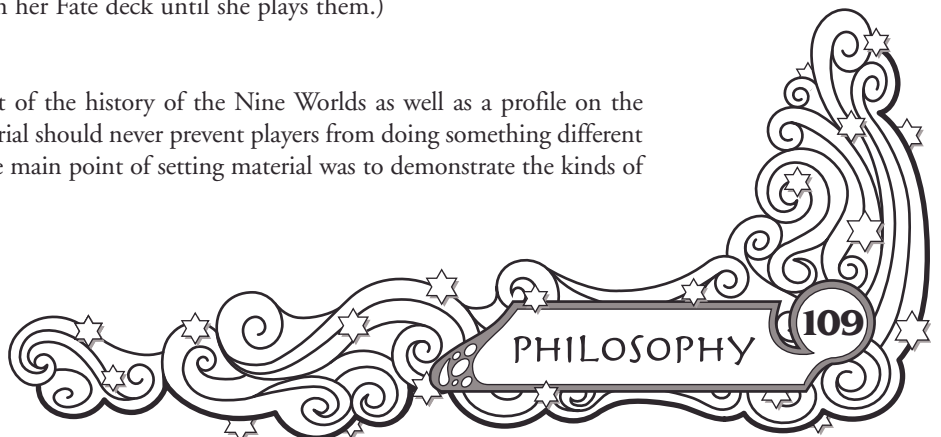 her Fate deck until she plays them.)
of the history of the Nine Worlds as well as a profile on the
should never prevent players from doing something different
main point of setting material was to demonstrate the kinds of
PHILOSOPHY
109